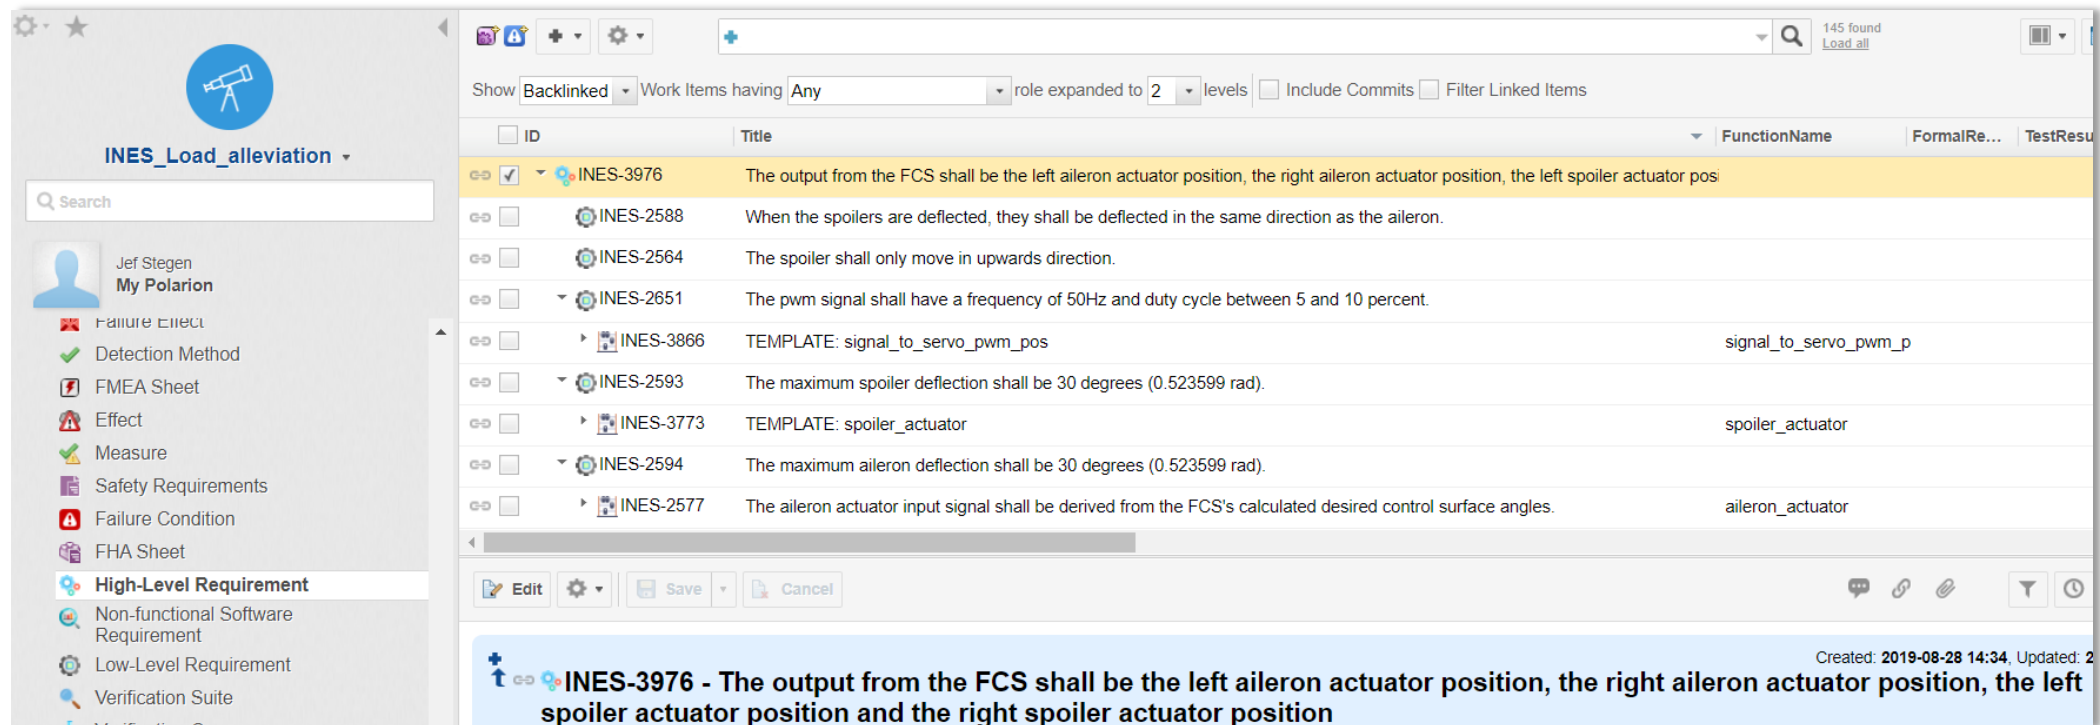 INES_Load_alleviation
Search
Jef Stegen
My Polarion
Failure Effect
Detection Method
FMEA Sheet
Effect
Measure
Safety Requirements
Failure Condition
FHA Sheet
High-Level Requirement
Non-functional Software
Requirement
Low-Level Requirement
Verification Suite
145 found
Load all
Show Backlinked Work Items having Any role expanded to 2 levels Include Commits Filter Linked Items
ID Title FunctionName FormalRe... TestResu
INES-3976 The output from the FCS shall be the left aileron actuator position, the right aileron actuator position, the left spoiler actuator posi
INES-2588 When the spoilers are deflected, they shall be deflected in the same direction as the aileron.
INES-2564 The spoiler shall only move in upwards direction.
INES-2651 The pwm signal shall have a frequency of 50Hz and duty cycle between 5 and 10 percent.
INES-3866 TEMPLATE: signal_to_servo_pwm_pos signal_to_servo_pwm_p
INES-2593 The maximum spoiler deflection shall be 30 degrees (0.523599 rad).
INES-3773 TEMPLATE: spoiler_actuator spoiler_actuator
INES-2594 The maximum aileron deflection shall be 30 degrees (0.523599 rad).
INES-2577 The aileron actuator input signal shall be derived from the FCS's calculated desired control surface angles. aileron_actuator
Edit Save Cancel
Created: 2019-08-28 14:34, Updated: 2
INES-3976 - The output from the FCS shall be the left aileron actuator position, the right aileron actuator position, the left
spoiler actuator position and the right spoiler actuator position